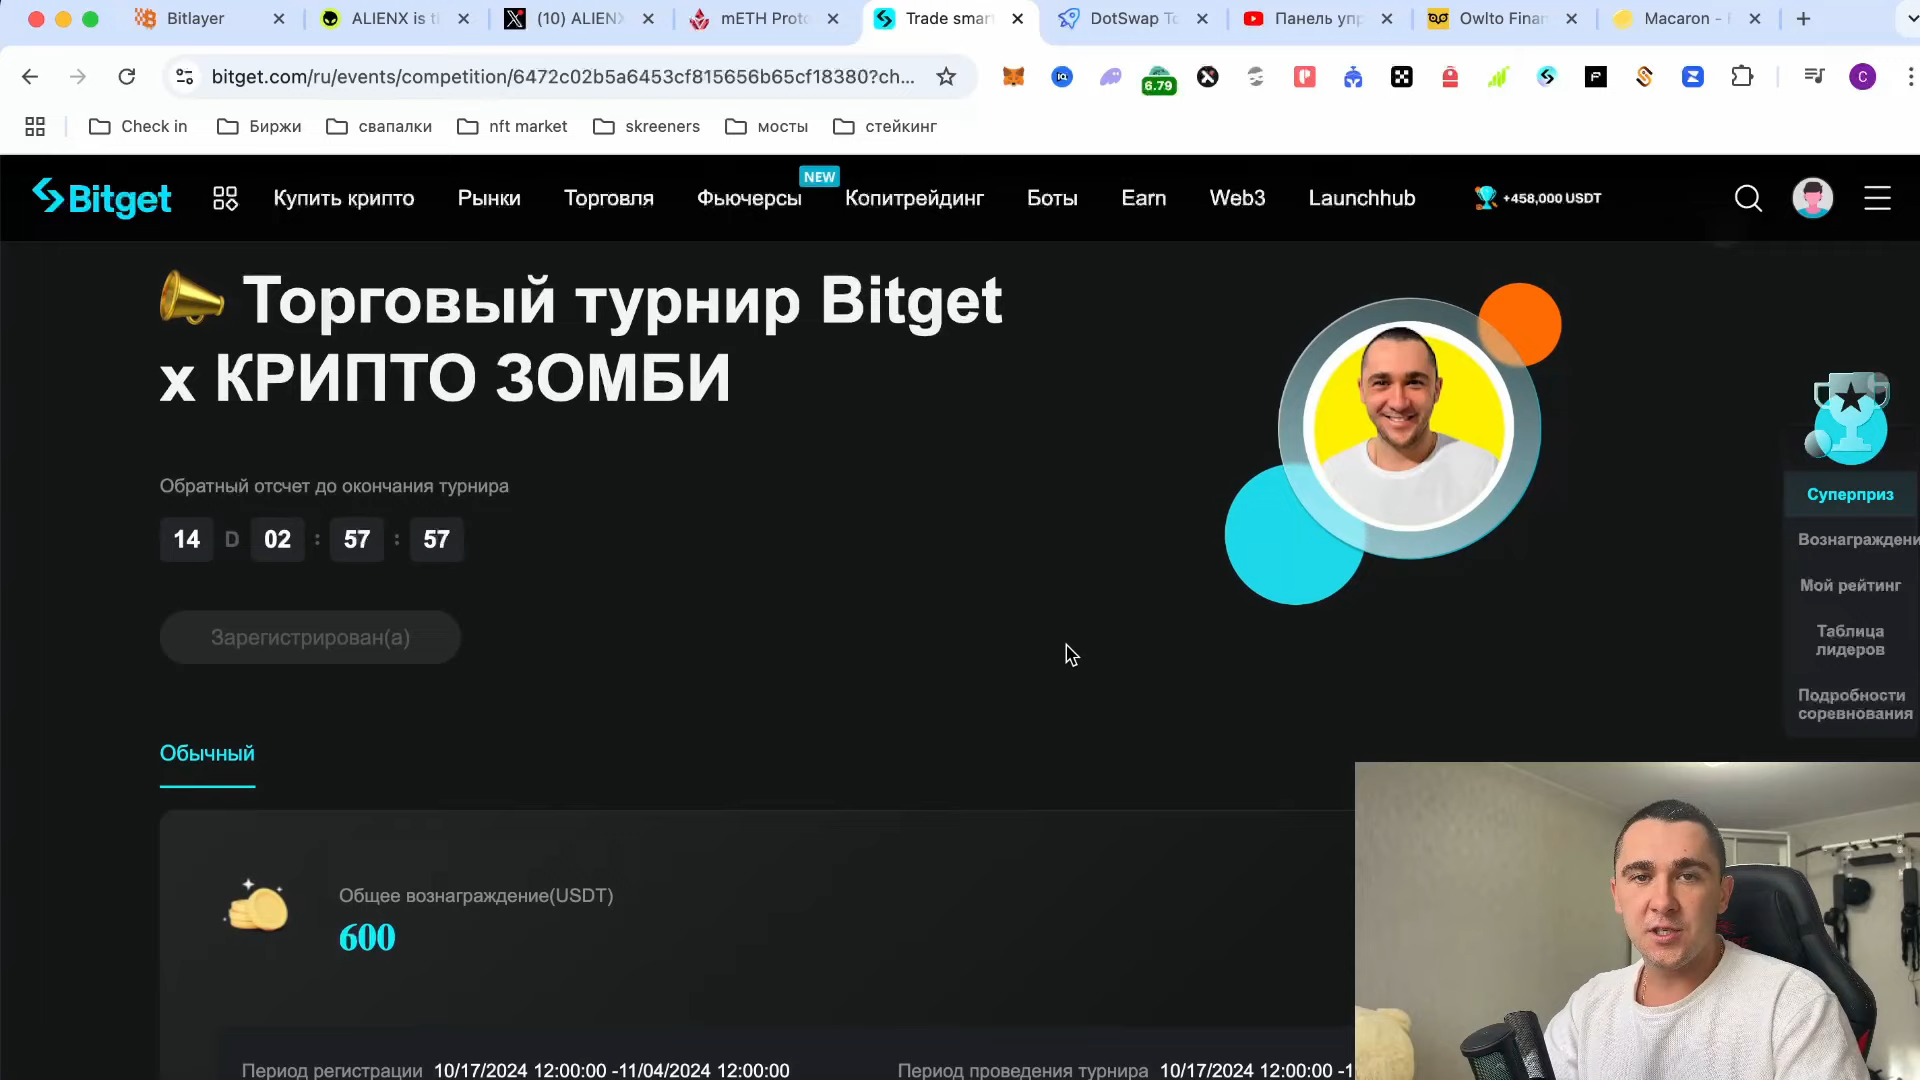 Bitlayer
ALIENX is t
(10) ALIENX
mETH Proto
Trade smar
DotSwap To
Панель упр
Owlto Finan
Macaron -
bitget.com/ru/events/competition/6472c02b5a6453cf815656b65cf18380?ch...
6.79
C
Check in
Биржи
свапалки
nft market
skreeners
мосты
стейкинг
Bitget
Купить крипто
Рынки
Торговля
Фьючерсы
NEW
Копитрейдинг
Боты
Earn
Web3
Launchhub
+458,000 USDT
Торговый турнир Bitget
x КРИПТО ЗОМБИ
Обратный отсчет до окончания турнира
14 D 02 : 57 : 57
Зарегистрирован(а)
Суперприз
Вознаграждени
Мой рейтинг
Таблица
лидеров
Подробности
соревнования
Обычный
Общее вознаграждение(USDT)
600
Период регистрации 10/17/2024 12:00:00 -11/04/2024 12:00:00
Период проведения турнира 10/17/2024 12:00:00 -1